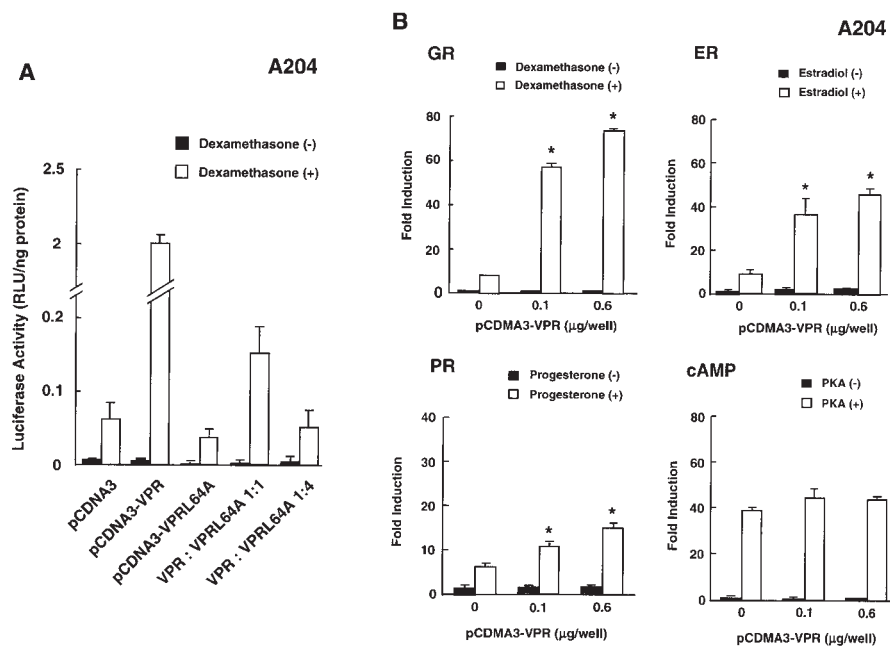 A
A204
Dexamethasone (-)
Dexamethasone (+)
Luciferase Activity (RLU/ng protein)
2.5
2
0.2
0.1
0
pCDNA3
pCDNA3-VPR
pCDNA3-VPRL64A
VPR : VPRL64A 1:1
VPR : VPRL64A 1:4
B
A204
GR
Dexamethasone (-)
Dexamethasone (+)
Fold Induction
80
60
40
20
0
*
*
0 0.1 0.6
pCDMA3-VPR (μg/well)
ER
Estradiol (-)
Estradiol (+)
Fold Induction
80
60
40
20
0
*
*
0 0.1 0.6
pCDMA3-VPR (μg/well)
PR
Progesterone (-)
Progesterone (+)
Fold Induction
40
30
20
10
0
*
*
0 0.1 0.6
pCDMA3-VPR (μg/well)
cAMP
PKA (-)
PKA (+)
Fold Induction
80
60
40
20
0
0 0.1 0.6
pCDMA3-VPR (μg/well)